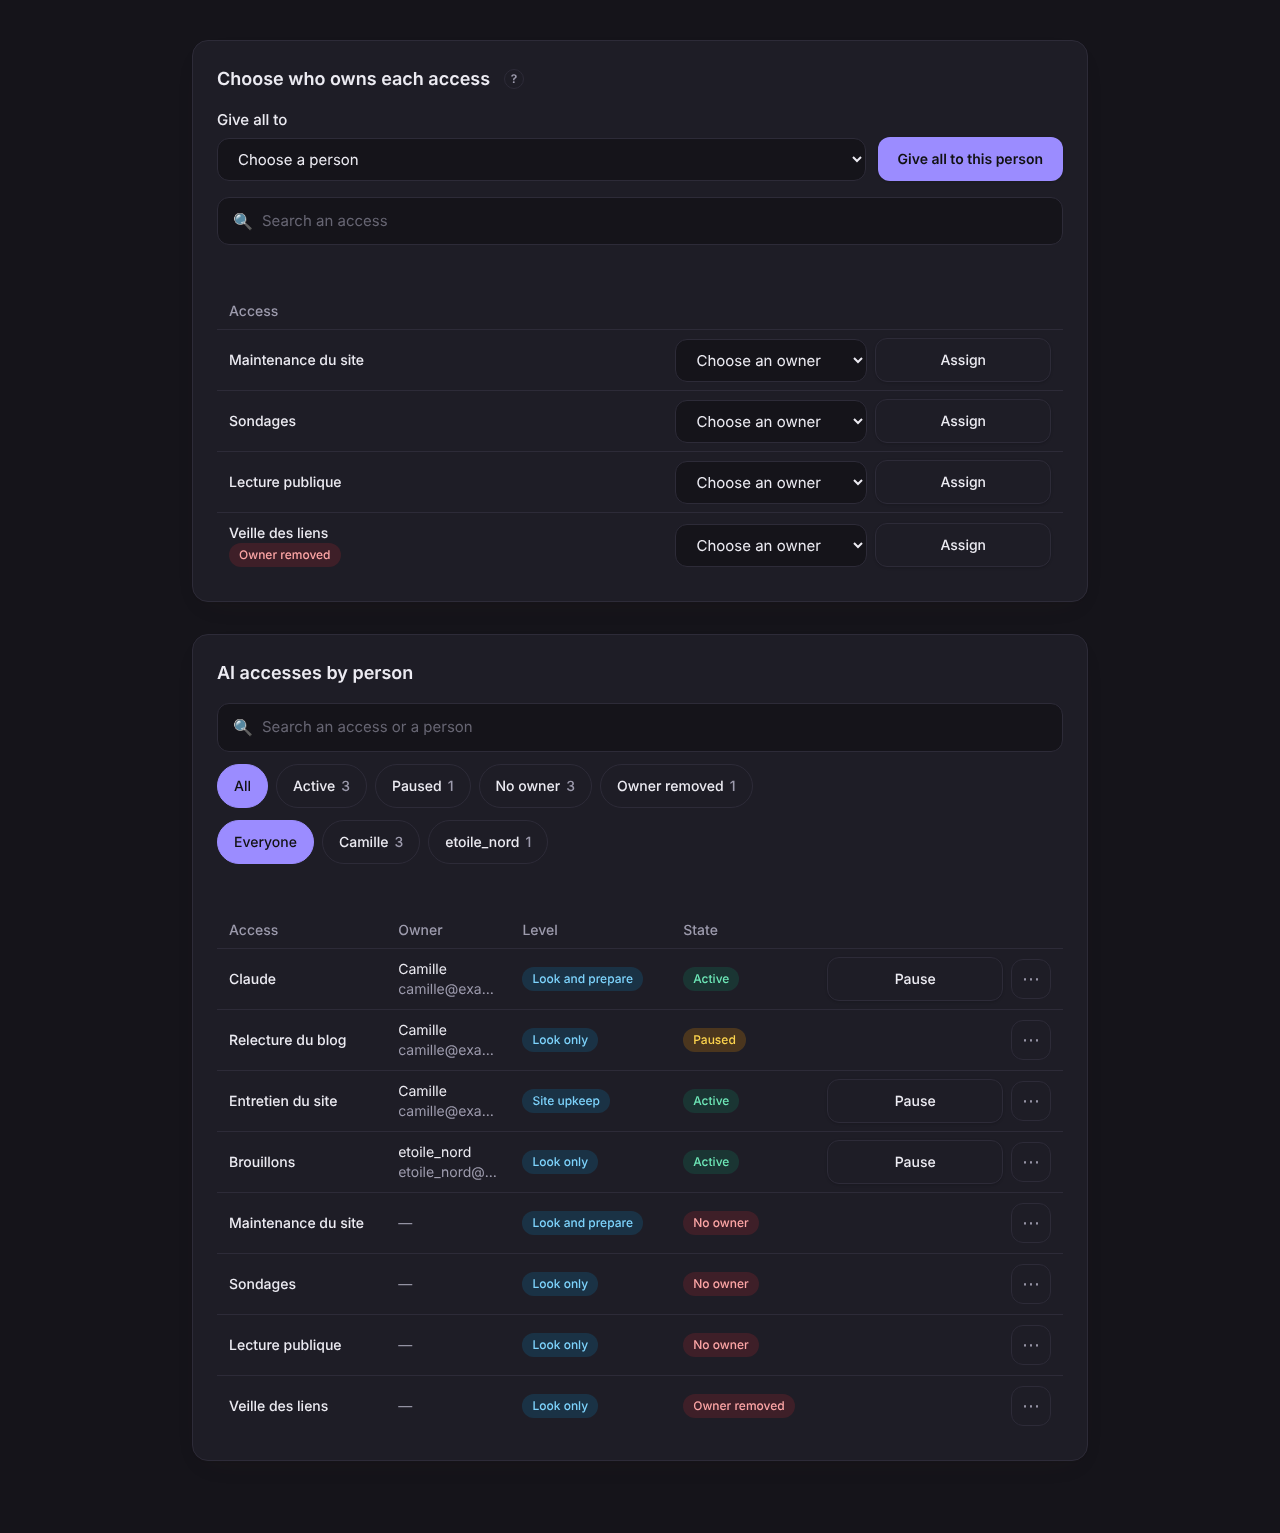 Choose who owns each access ?
Give all to
Choose a person
Give all to this person
Search an access
Access
Maintenance du site
Choose an owner
Assign
Sondages
Choose an owner
Assign
Lecture publique
Choose an owner
Assign
Veille des liens
Owner removed
Choose an owner
Assign
AI accesses by person
Search an access or a person
All
Active 3
Paused 1
No owner 3
Owner removed 1
Everyone
Camille 3
etoile_nord 1
Access Owner Level State
Claude
Camille
camille@exa...
Look and prepare
Active
Pause
...
Relecture du blog
Camille
camille@exa...
Look only
Paused
...
Entretien du site
Camille
camille@exa...
Site upkeep
Active
Pause
...
Brouillons
etoile_nord
etoile_nord@...
Look only
Active
Pause
...
Maintenance du site
—
Look and prepare
No owner
...
Sondages
—
Look only
No owner
...
Lecture publique
—
Look only
No owner
...
Veille des liens
—
Look only
Owner removed
...